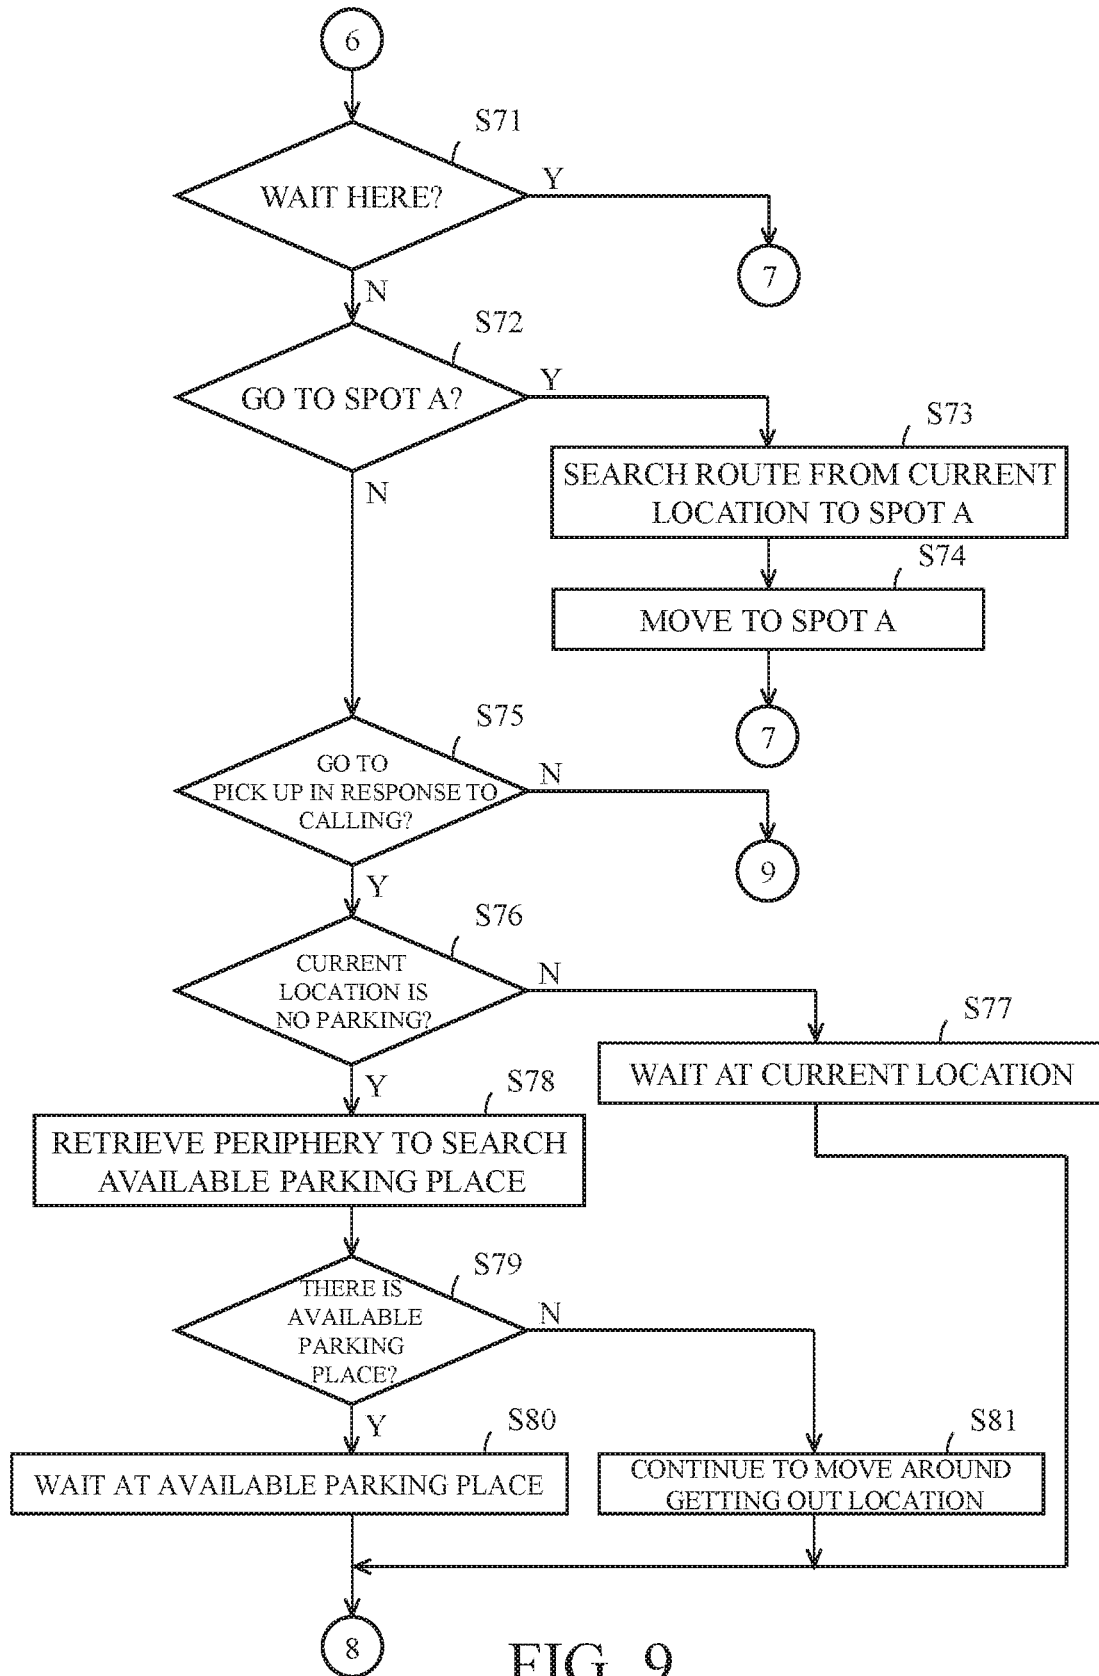 6
S71
WAIT HERE?
Y
7
N
S72
GO TO SPOT A?
Y
S73
SEARCH ROUTE FROM CURRENT
LOCATION TO SPOT A
N
S74
MOVE TO SPOT A
7
S75
GO TO
PICK UP IN RESPONSE TO
CALLING?
N
9
Y
S76
CURRENT
LOCATION IS
NO PARKING?
N
S77
WAIT AT CURRENT LOCATION
Y
S78
RETRIEVE PERIPHERY TO SEARCH
AVAILABLE PARKING PLACE
S79
THERE IS
AVAILABLE
PARKING
PLACE?
N
Y
S80
WAIT AT AVAILABLE PARKING PLACE
S81
CONTINUE TO MOVE AROUND
GETTING OUT LOCATION
8
FIG. 9